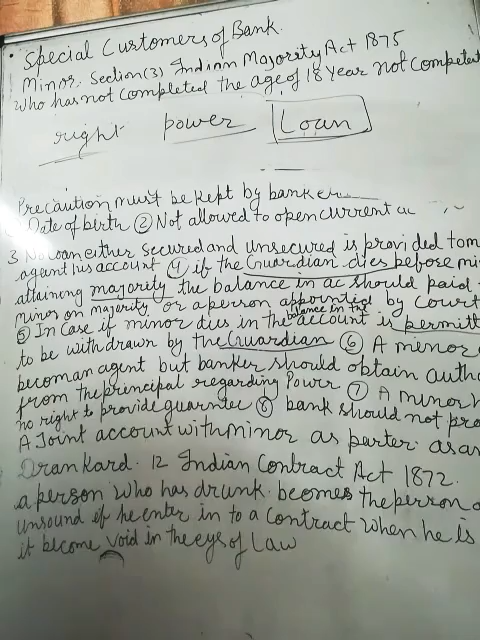 • Special Customers of Bank.
Minor. Section(3) Indian Majority Act 1875
Who has not completed the age of 18 Year not Competent
right power Loan
Precaution must be kept by banker
Date of birth ② Not allowed to open current ac
3 No loan either secured and unsecured is provided to m
against his account ④ if the Guardian dies before mi
attaining majority the balance in ac should paid
minor on majority or a person appointed by Court
⑤ In Case if minor dies in the balance in the account is permitt
to be withdrawn by the Guardian ⑥ A menor
becom an agent but banker should obtain auth
from the principal regarding Power ⑦ A minor h
no right to provide guarntee ⑧ bank should not pro
A Joint account with minor as parter as an
Drankard. 12 Indian Contract Act 1872.
a person who has drunk. becomes the person o
unsound if he enter in to a contract when he is
it become void in the eyes of Law